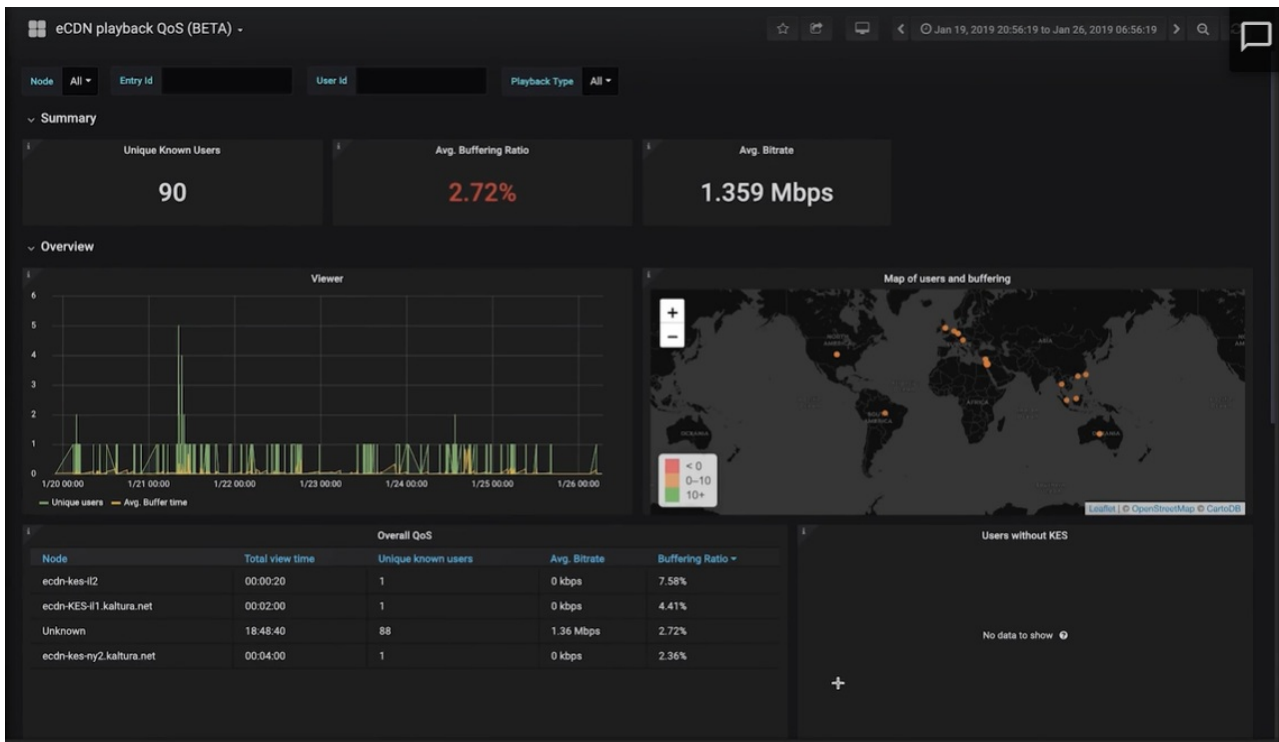 eCDN playback QoS (BETA)
Jan 19, 2019 20:56:19 to Jan 26, 2019 06:56:19
Node All Entry Id User Id Playback Type All
Summary
Unique Known Users
90
Avg. Buffering Ratio
2.72%
Avg. Bitrate
1.359 Mbps
Overview
Viewer
6
5
4
3
2
1
0
1/20 00:00 1/21 00:00 1/22 00:00 1/23 00:00 1/24 00:00 1/25 00:00 1/26 00:00
Unique users Avg. Buffer time
Map of users and buffering
+
−
ASIA
AFRICA
SOUTH
AMERICA
OCEANIA
< 0
0–10
10+
Leaflet | © OpenStreetMap © CartoDB
Overall QoS
Node Total view time Unique known users Avg. Bitrate Buffering Ratio
ecdn-kes-il2 00:00:20 1 0 kbps 7.58%
ecdn-KES-il1.kaltura.net 00:02:00 1 0 kbps 4.41%
Unknown 18:48:40 88 1.36 Mbps 2.72%
ecdn-kes-ny2.kaltura.net 00:04:00 1 0 kbps 2.36%
Users without KES
No data to show